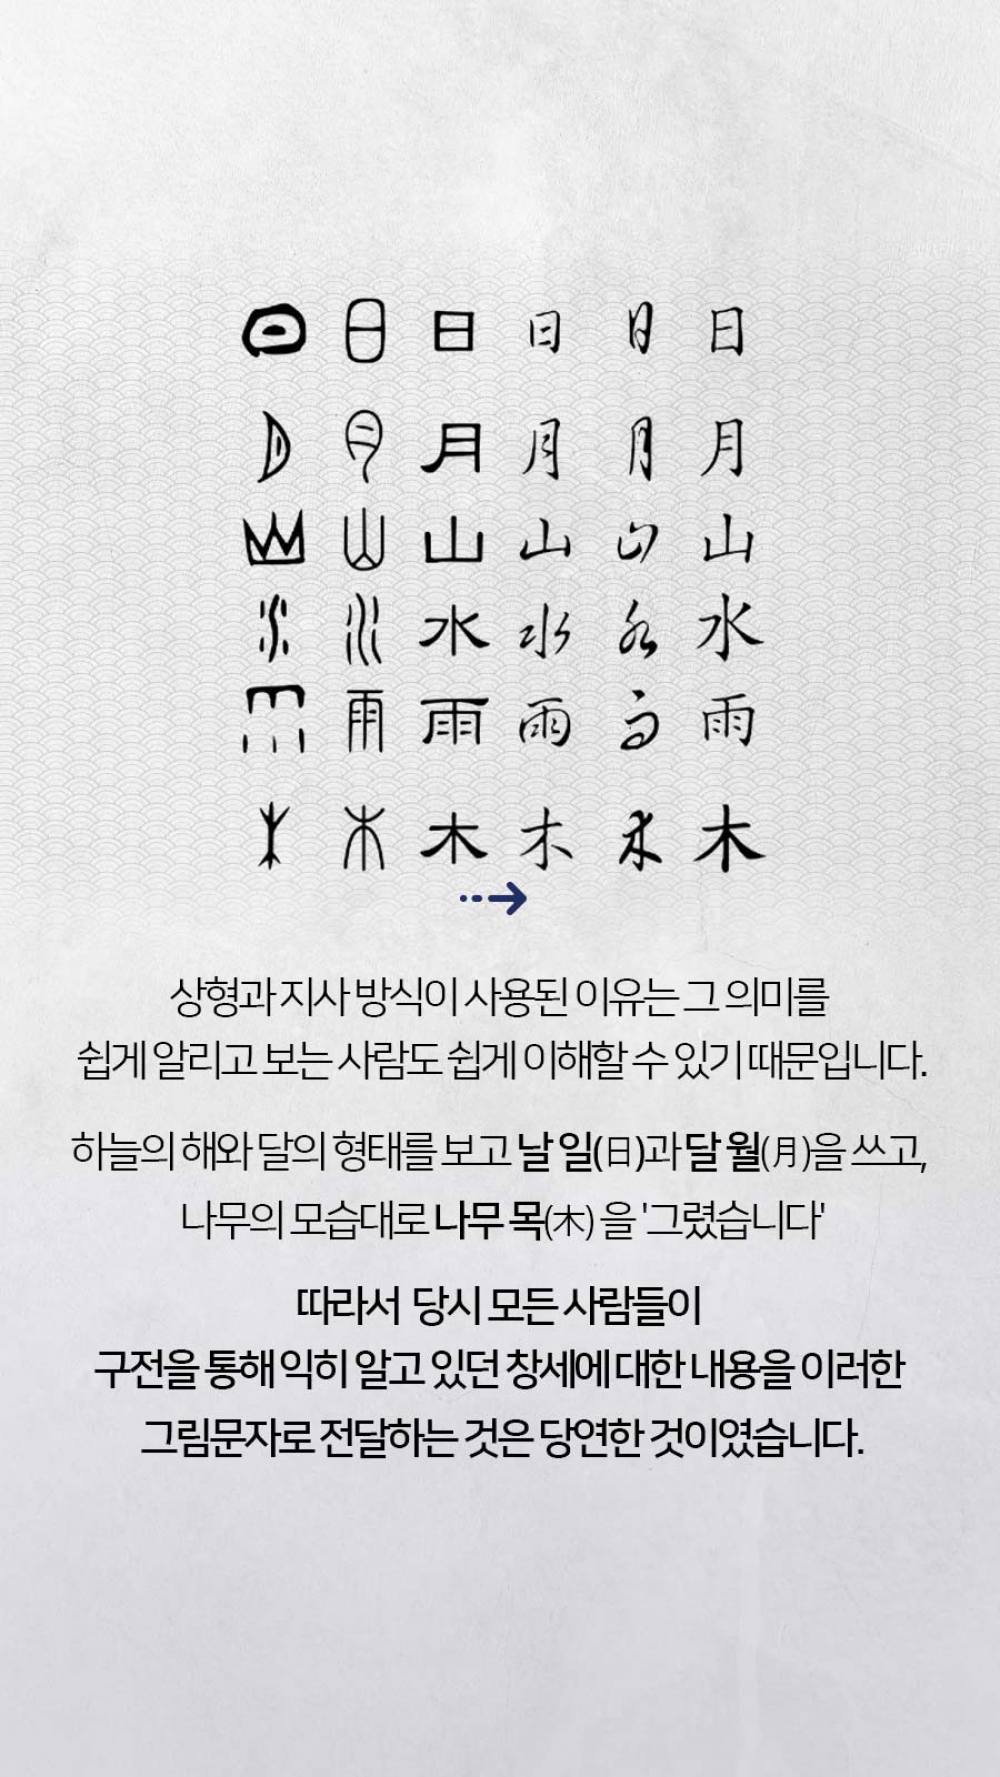 日 日 日 日 日 日
月 月 月 月 月 月
山 山 山 山 山 山
水 水 水 水 水 水
雨 雨 雨 雨 雨 雨
木 木 木 木 木 木
상형과 지사 방식이 사용된 이유는 그 의미를
쉽게 알리고 보는 사람도 쉽게 이해할 수 있기 때문입니다.
하늘의 해와 달의 형태를 보고 날 일(日)과 달 월(月)을 쓰고,
나무의 모습대로 나무 목(木) 을 '그렸습니다'
따라서 당시 모든 사람들이
구전을 통해 익히 알고 있던 창세에 대한 내용을 이러한
그림문자로 전달하는 것은 당연한 것이였습니다.